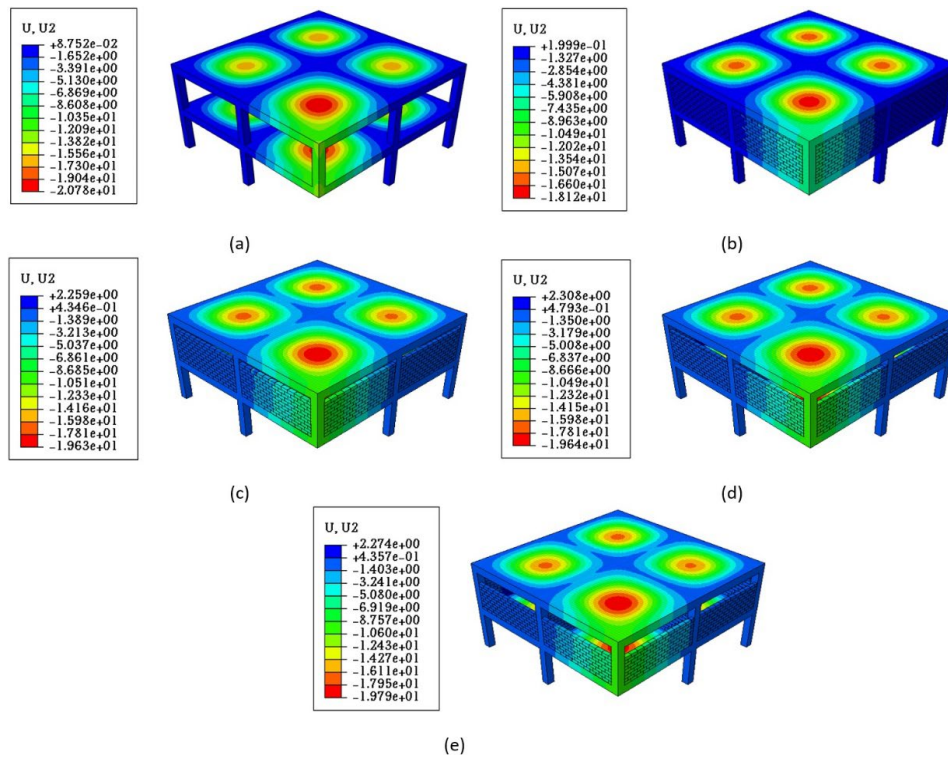 U, U2
+8.752e-02
-1.652e+00
-3.391e+00
-5.130e+00
-6.869e+00
-8.608e+00
-1.035e+01
-1.209e+01
-1.382e+01
-1.556e+01
-1.730e+01
-1.904e+01
-2.078e+01
(a)
U, U2
+1.999e-01
-1.327e+00
-2.854e+00
-4.381e+00
-5.908e+00
-7.435e+00
-8.963e+00
-1.049e+01
-1.202e+01
-1.354e+01
-1.507e+01
-1.660e+01
-1.812e+01
(b)
U, U2
+2.259e+00
+4.346e-01
-1.389e+00
-3.213e+00
-5.037e+00
-6.861e+00
-8.685e+00
-1.051e+01
-1.233e+01
-1.416e+01
-1.598e+01
-1.781e+01
-1.963e+01
(c)
U, U2
+2.308e+00
+4.793e-01
-1.350e+00
-3.179e+00
-5.008e+00
-6.837e+00
-8.666e+00
-1.049e+01
-1.232e+01
-1.415e+01
-1.598e+01
-1.781e+01
-1.964e+01
(d)
U, U2
+2.274e+00
+4.357e-01
-1.403e+00
-3.241e+00
-5.080e+00
-6.919e+00
-8.757e+00
-1.060e+01
-1.243e+01
-1.427e+01
-1.611e+01
-1.795e+01
-1.979e+01
(e)